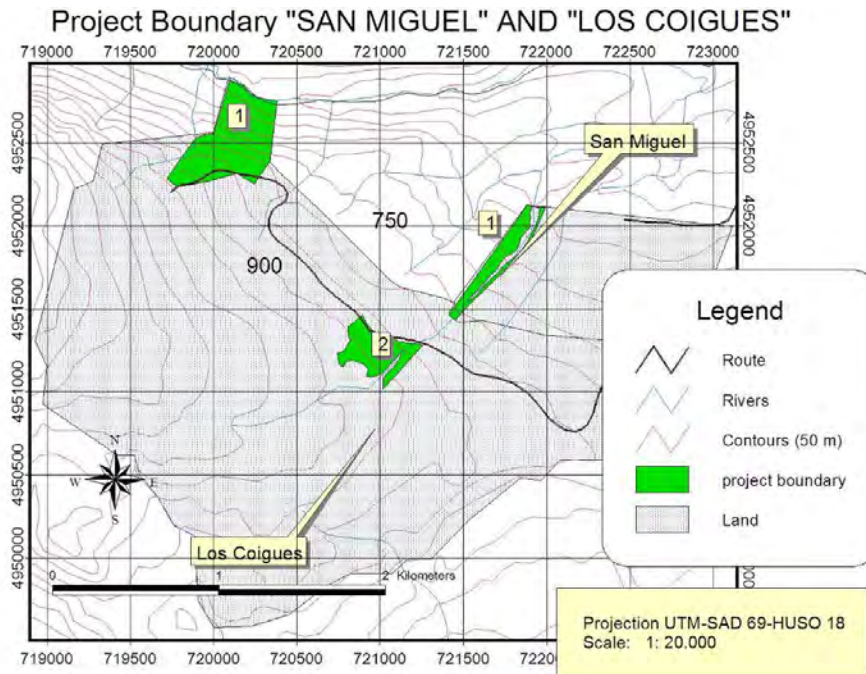 Project Boundary "SAN MIGUEL" AND "LOS COIGUES"
719000 719500 720000 720500 721000 721500 722000 722500 723000
1
4952500
4952500
San Miguel
1
4952000
4952000
750
900
4951500
Legend
2
Route
4951000
Rivers
Contours (50 m)
N
W E
S
4950500
project boundary
Land
Los Coigues
4950000
0 1 2 Kilometers
Projection UTM-SAD 69-HUSO 18
Scale: 1: 20.000
719000 719500 720000 720500 721000 721500